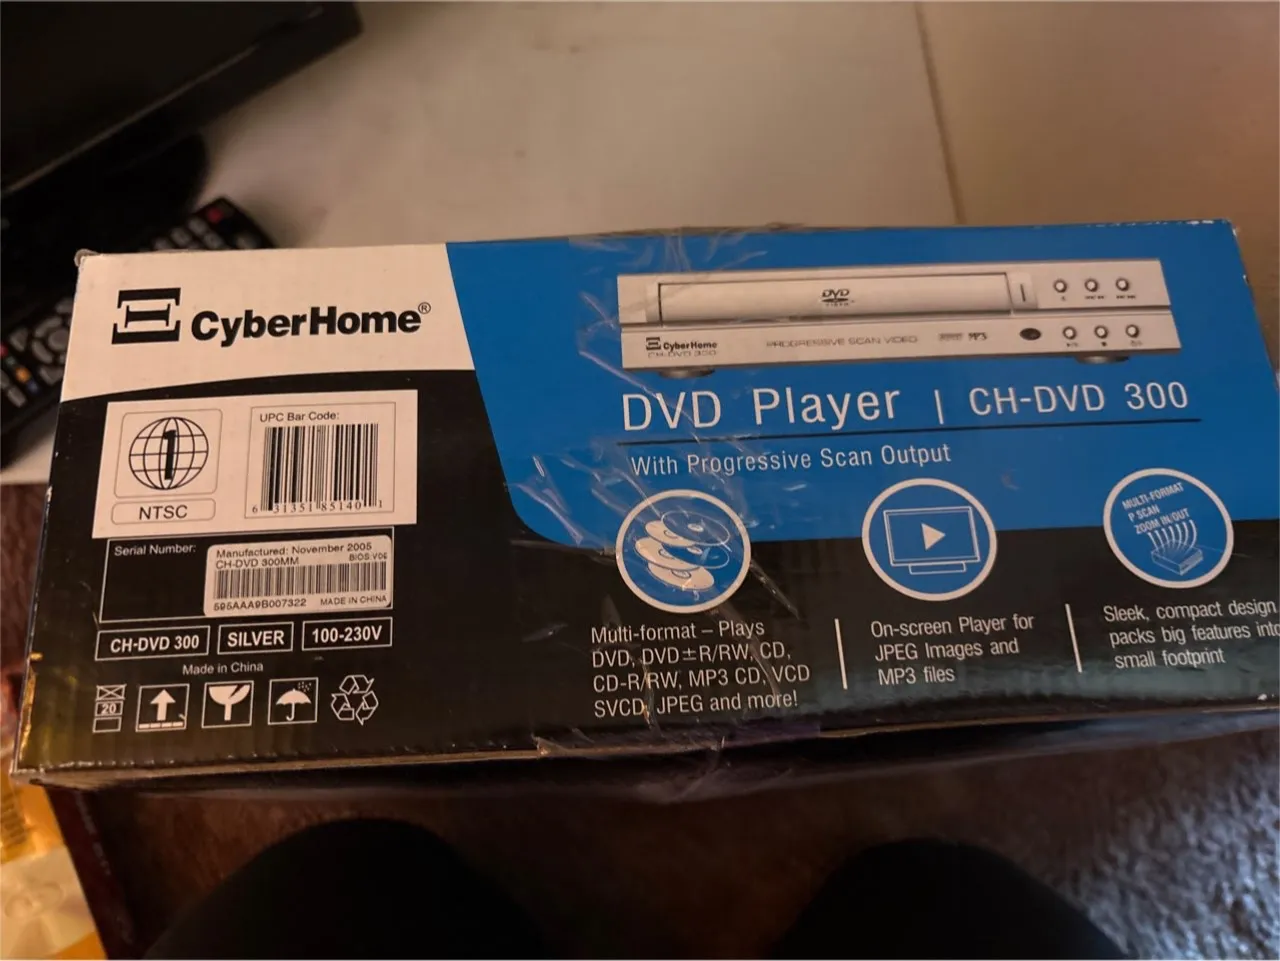 CyberHome®
1
NTSC
UPC Bar Code:
6 31351 85140 1
Serial Number:
Manufactured: November 2005
CH-DVD 300MM BIOS:V06
595AAA9B007322 MADE IN CHINA
CH-DVD 300 SILVER 100-230V
Made in China
20
DVD
VIDEO
CyberHome
CH-DVD 300
PROGRESSIVE SCAN VIDEO
MP3
DVD Player | CH-DVD 300
With Progressive Scan Output
Multi-format – Plays
DVD, DVD±R/RW, CD,
CD-R/RW, MP3 CD, VCD
SVCD, JPEG and more!
On-screen Player for
JPEG Images and
MP3 files
MULTI-FORMAT
P SCAN
ZOOM IN/OUT
Sleek, compact design
packs big features into
small footprint